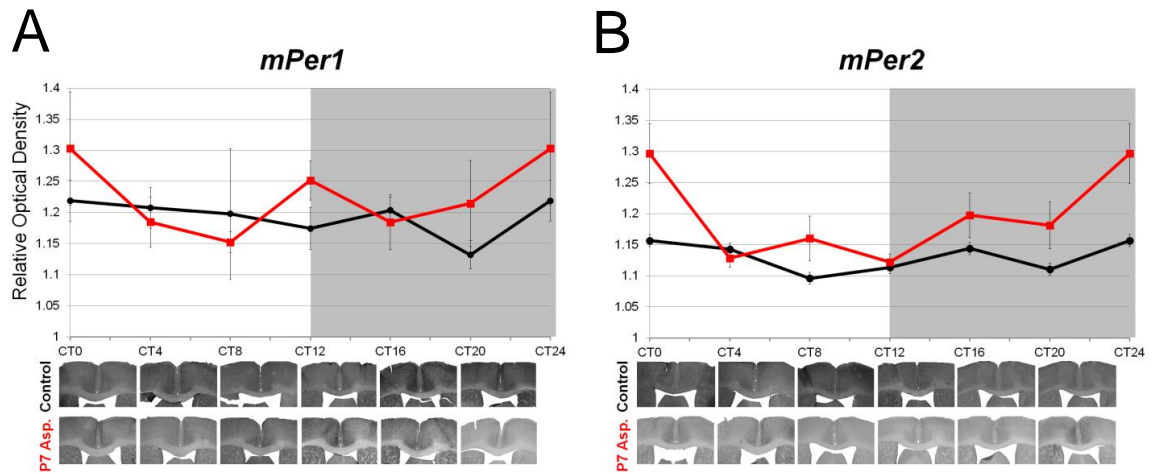 A
B
mPer1
mPer2
Relative Optical Density
1.4
1.35
1.3
1.25
1.2
1.15
1.1
1.05
1
CT0 CT4 CT8 CT12 CT16 CT20 CT24
Control
P7 Asp.
1.4
1.35
1.3
1.25
1.2
1.15
1.1
1.05
1
CT0 CT4 CT8 CT12 CT16 CT20 CT24
Control
P7 Asp.